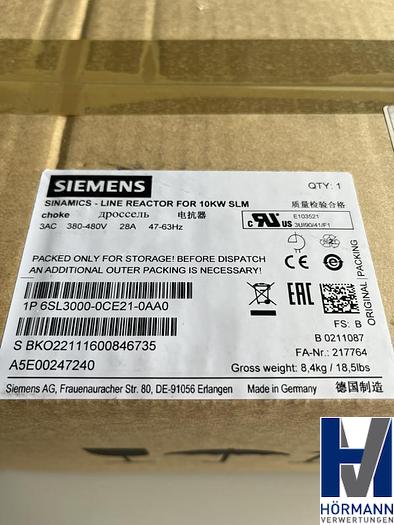 SIEMENS
QTY: 1
SINAMICS - LINE REACTOR FOR 10KW SLM
choke дроссель 电抗器
质量检验合格
3AC 380-480V 28A 47-63Hz
E103521
3UI90/41/F1
PACKED ONLY FOR STORAGE! BEFORE DISPATCH
AN ADDITIONAL OUTER PACKING IS NECESSARY.
ORIGINAL PACKING
1P 6SL3000-0CE21-0AA0
FS: B
B 0211087
S BKO22111600846735
FA-Nr.: 217764
A5E00247240
Gross weight: 8,4kg / 18,5lbs
Siemens AG, Frauenauracher Str. 80, DE-91056 Erlangen
Made in Germany 德国制造
HÖRMANN
VERWERTUNGEN